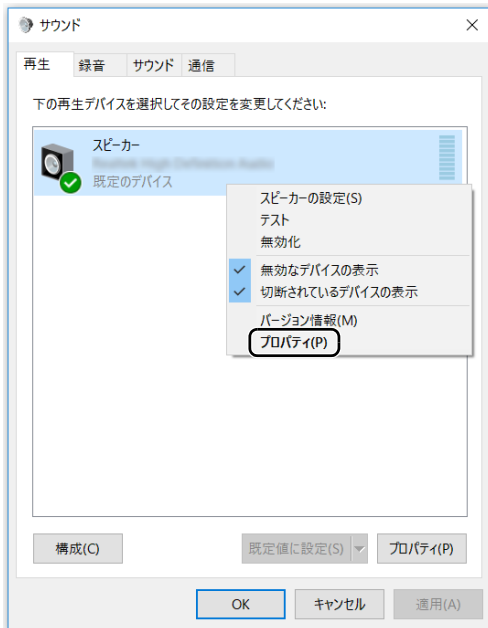 サウンド
再生 録音 サウンド 通信
下の再生デバイスを選択してその設定を変更してください:
スピーカー
既定のデバイス
スピーカーの設定(S)
テスト
無効化
無効なデバイスの表示
切断されているデバイスの表示
バージョン情報(M)
プロパティ(P)
構成(C) 既定値に設定(S) プロパティ(P)
OK キャンセル 適用(A)